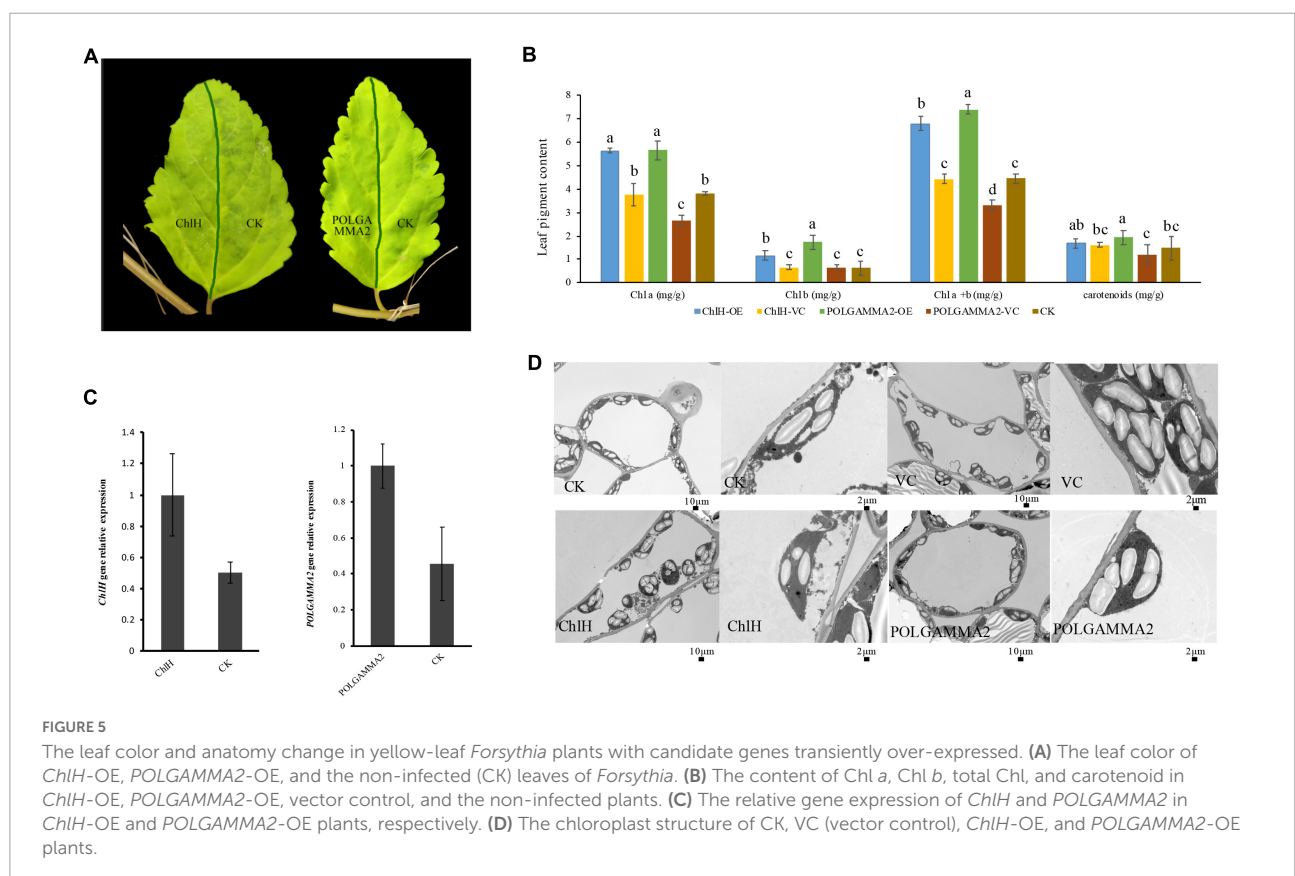 A
ChlH
CK
POLGA
MMA2
CK
B
Leaf pigment content
8
7
6
5
4
3
2
1
0
a
b
a
c
b
b
c
a
c
c
b
c
a
d
c
ab
bc
a
c
bc
Chl a (mg/g)
Chl b (mg/g)
Chl a +b (mg/g)
carotenoids (mg/g)
ChlH-OE
ChlH-VC
POLGAMMA2-OE
POLGAMMA2-VC
CK
C
ChlH gene relative expression
1.4
1.2
1
0.8
0.6
0.4
0.2
0
ChlH
CK
POLGAMMA2 gene relative expression
1.2
1
0.8
0.6
0.4
0.2
0
POLGAMMA2
CK
D
CK
CK
VC
VC
10μm
2μm
10μm
2μm
ChlH
ChlH
POLGAMMA2
POLGAMMA2
10μm
2μm
10μm
2μm
FIGURE 5
The leaf color and anatomy change in yellow-leaf Forsythia plants with candidate genes transiently over-expressed. (A) The leaf color of
ChlH-OE, POLGAMMA2-OE, and the non-infected (CK) leaves of Forsythia. (B) The content of Chl a, Chl b, total Chl, and carotenoid in
ChlH-OE, POLGAMMA2-OE, vector control, and the non-infected plants. (C) The relative gene expression of ChlH and POLGAMMA2 in
ChlH-OE and POLGAMMA2-OE plants, respectively. (D) The chloroplast structure of CK, VC (vector control), ChlH-OE, and POLGAMMA2-OE
plants.